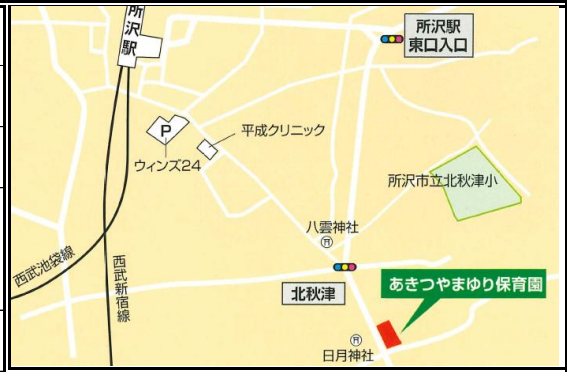 所沢駅
所沢駅
東口入口
P
平成クリニック
ウィンズ24
所沢市立北秋津小
八雲神社
西武池袋線
西武新宿線
北秋津
あきつやまゆり保育園
日月神社